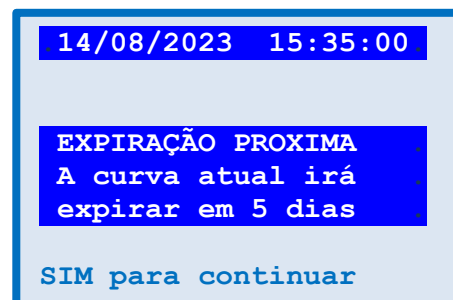 14/08/2023 15:35:00
EXPIRAÇÃO PROXIMA
A curva atual irá
expirar em 5 dias
SIM para continuar